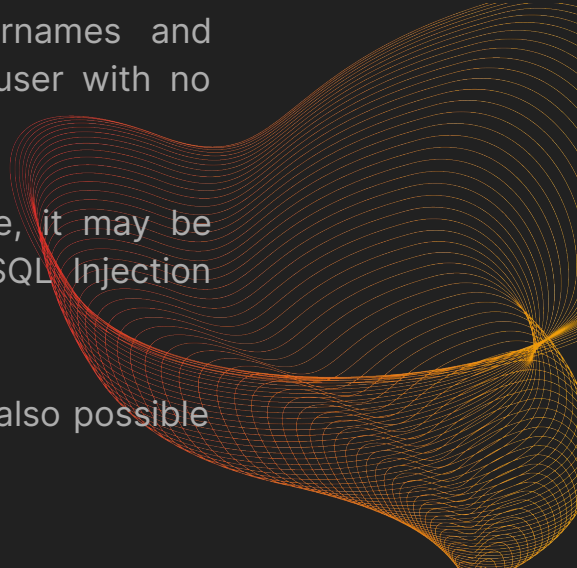 rnames and
user with no
e, it may be
SQL Injection
also possible